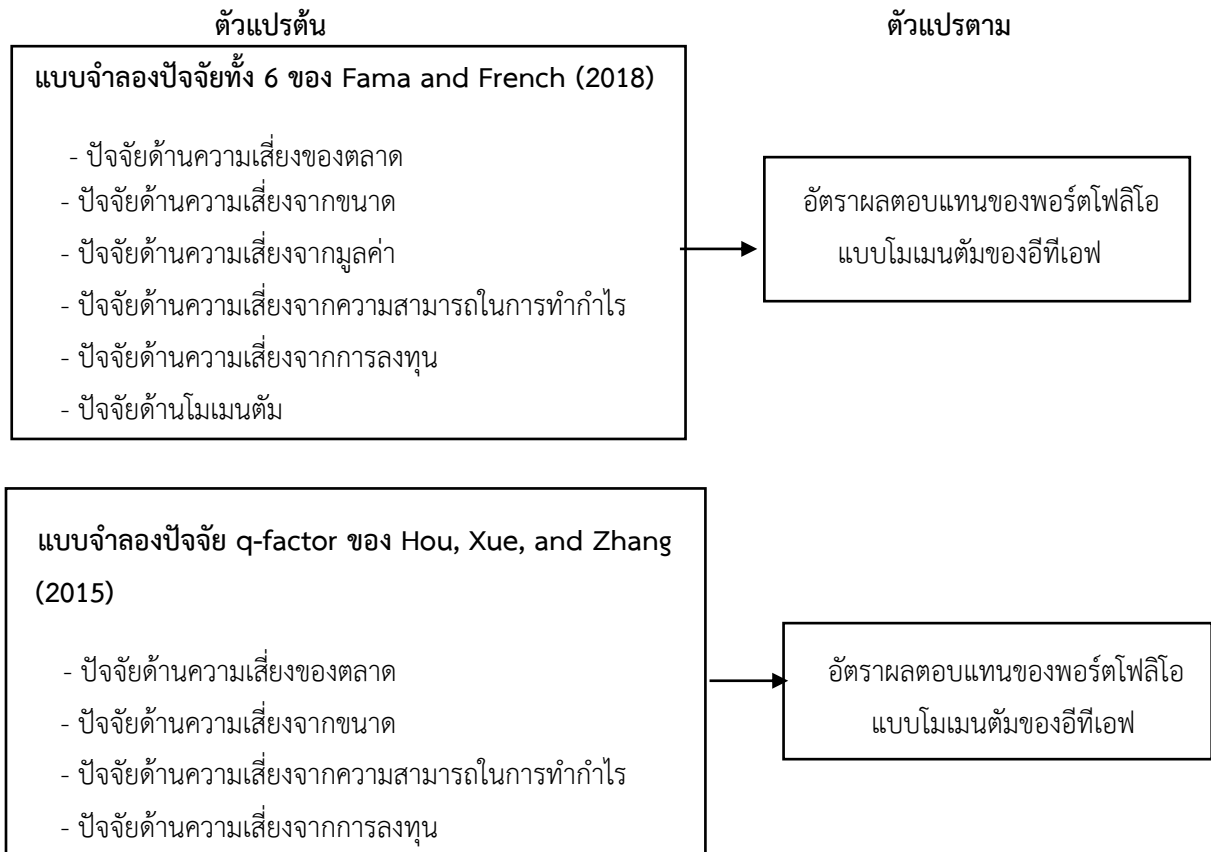 ตัวแปรต้น
ตัวแปรตาม
แบบจำลองปัจจัยทั้ง 6 ของ Fama and French (2018)
- ปัจจัยด้านความเสี่ยงของตลาด
- ปัจจัยด้านความเสี่ยงจากขนาด
- ปัจจัยด้านความเสี่ยงจากมูลค่า
- ปัจจัยด้านความเสี่ยงจากความสามารถในการทำกำไร
- ปัจจัยด้านความเสี่ยงจากการลงทุน
- ปัจจัยด้านโมเมนตัม
อัตราผลตอบแทนของพอร์ตโฟลิโอ
แบบโมเมนตัมของอีทีเอฟ
แบบจำลองปัจจัย q-factor ของ Hou, Xue, and Zhang
(2015)
- ปัจจัยด้านความเสี่ยงของตลาด
- ปัจจัยด้านความเสี่ยงจากขนาด
- ปัจจัยด้านความเสี่ยงจากความสามารถในการทำกำไร
- ปัจจัยด้านความเสี่ยงจากการลงทุน
อัตราผลตอบแทนของพอร์ตโฟลิโอ
แบบโมเมนตัมของอีทีเอฟ